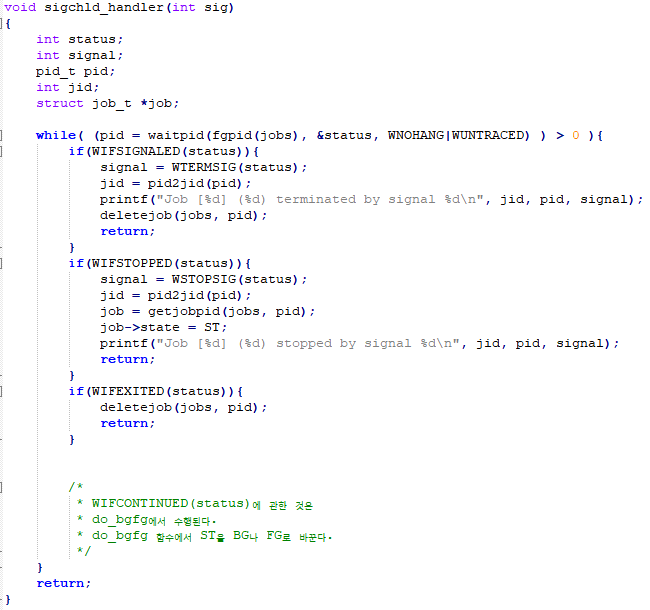 void sigchld_handler(int sig)
{
    int status;
    int signal;
    pid_t pid;
    int jid;
    struct job_t *job;

    while( (pid = waitpid(fgpid(jobs), &status, WNOHANG|WUNTRACED) ) > 0 ){
        if(WIFSIGNALED(status)){
            signal = WTERMSIG(status);
            jid = pid2jid(pid);
            printf("Job [%d] (%d) terminated by signal %d\n", jid, pid, signal);
            deletejob(jobs, pid);
            return;
        }
        if(WIFSTOPPED(status)){
            signal = WSTOPSIG(status);
            jid = pid2jid(pid);
            job = getjobpid(jobs, pid);
            job->state = ST;
            printf("Job [%d] (%d) stopped by signal %d\n", jid, pid, signal);
            return;
        }
        if(WIFEXITED(status)){
            deletejob(jobs, pid);
            return;
        }


        /*
         * WIFCONTINUED(status)에 관한 것은
         * do_bgfg에서 수행된다.
         * do_bgfg 함수에서 ST을 BG나 FG로 바꾼다.
         */
    }
    return;
}